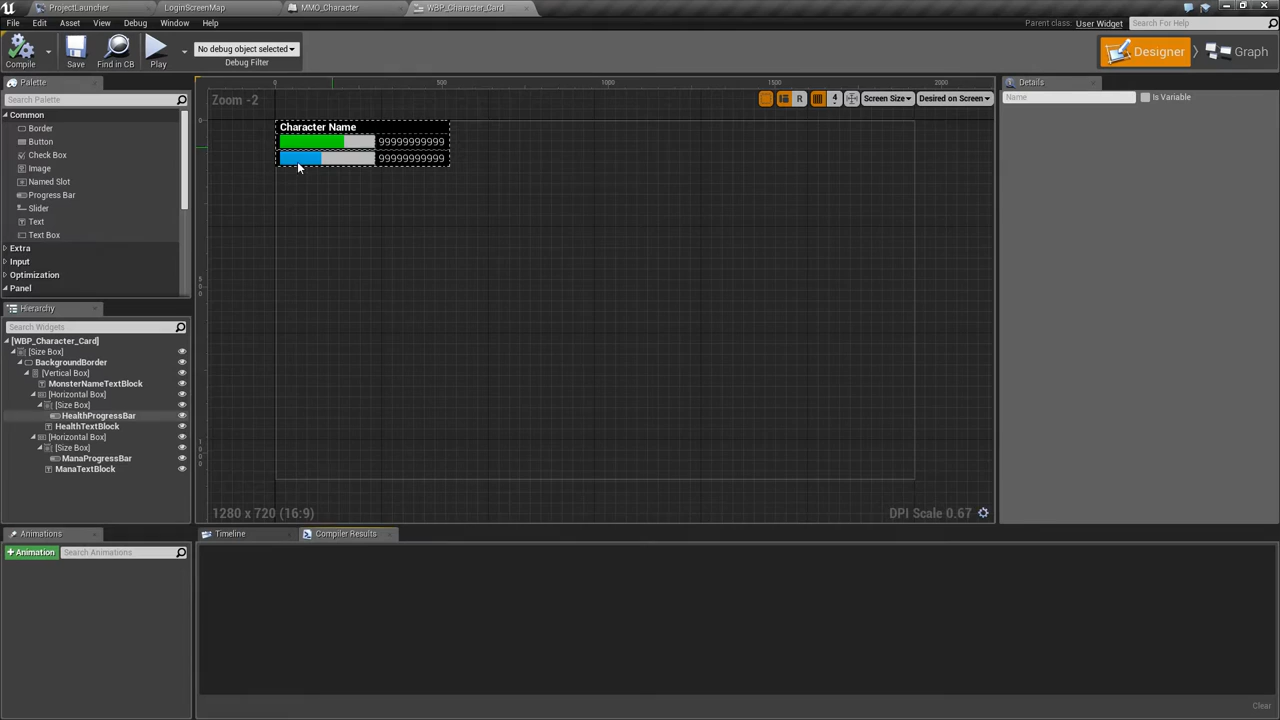 ProjectLauncher
LoginScreenMap
MMO_Character
WBP_Character_Card
File Edit Asset View Debug Window Help
Parent class: User Widget
Search For Help
Compile
Save
Find in CB
Play
No debug object selected
Debug Filter
Designer
Graph
Palette
Search Palette
Common
Border
Button
Check Box
Image
Named Slot
Progress Bar
Slider
Text
Text Box
Extra
Input
Optimization
Panel
Hierarchy
Search Widgets
[WBP_Character_Card]
[Size Box]
BackgroundBorder
[Vertical Box]
MonsterNameTextBlock
[Horizontal Box]
[Size Box]
HealthProgressBar
HealthTextBlock
[Horizontal Box]
[Size Box]
ManaProgressBar
ManaTextBlock
Animations
+Animation
Search Animations
0 500 1000 1500 2000
Zoom -2
R
4
Screen Size
Desired on Screen
0
500
1000
Character Name
99999999999
99999999999
1280 x 720 (16:9)
DPI Scale 0.67
Timeline
Compiler Results
Clear
Details
Name
Is Variable